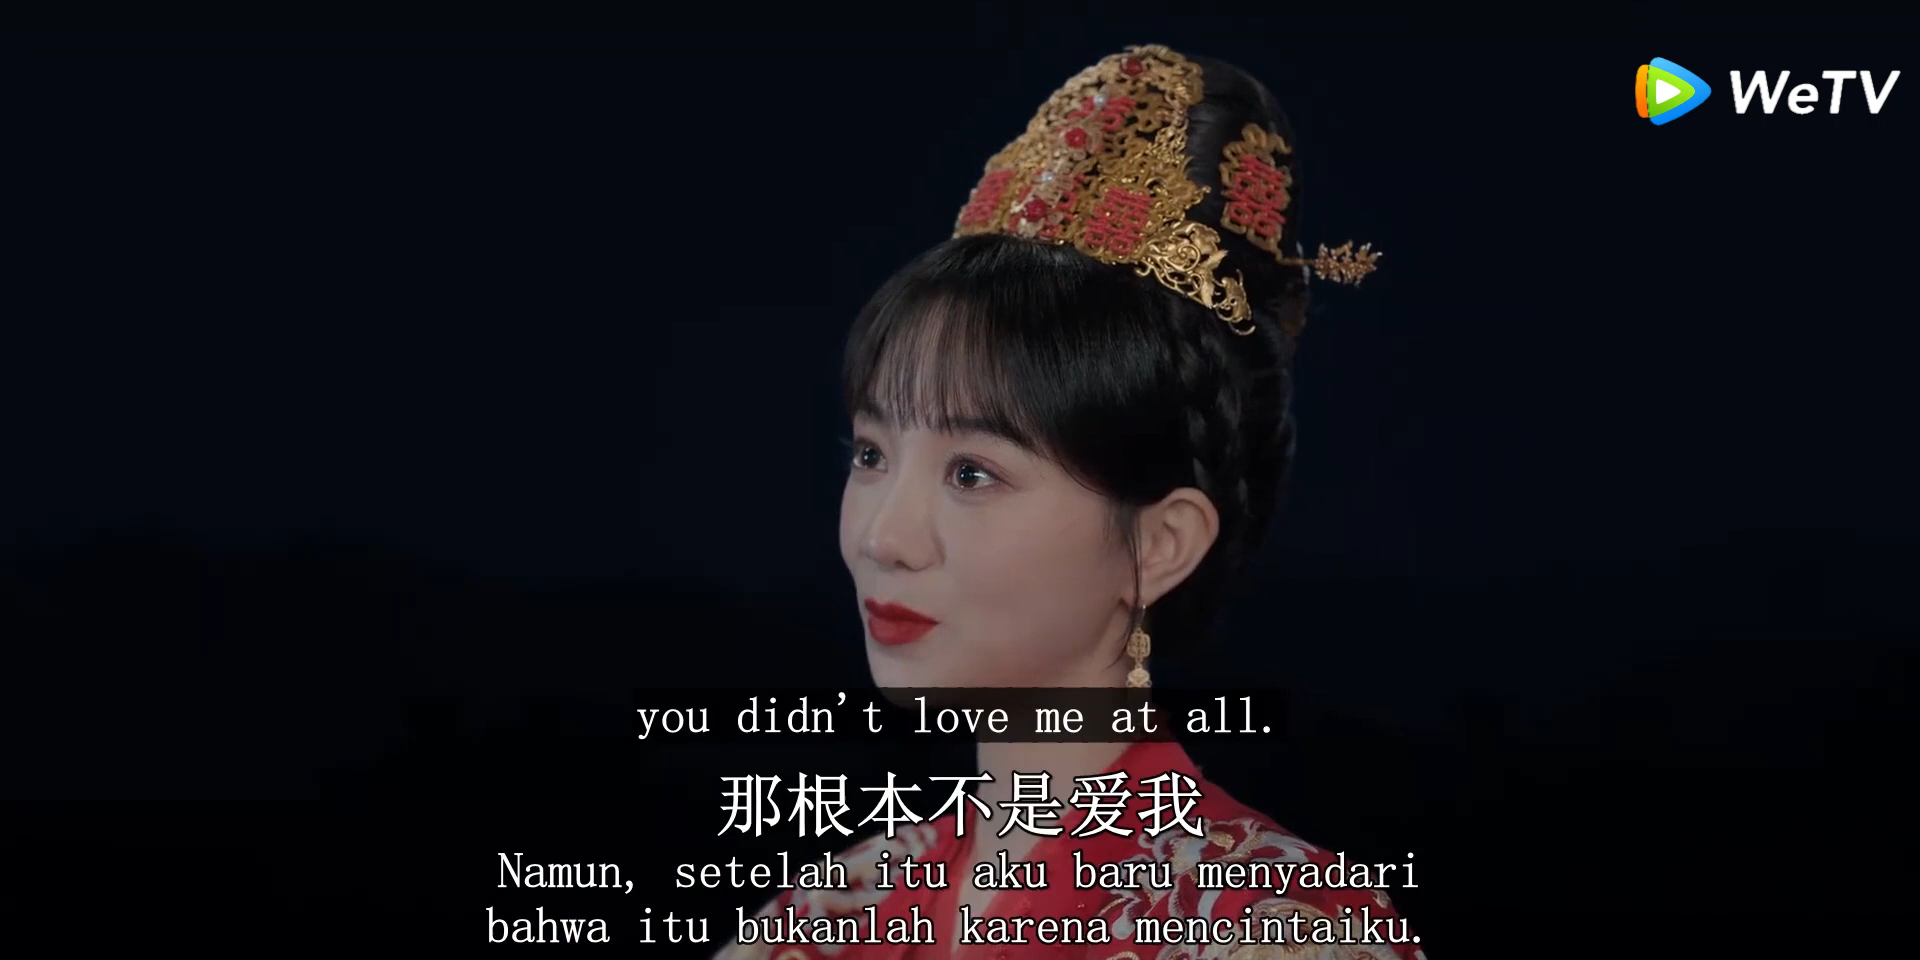 WeTV
you didn't love me at all.
那根本不是爱我
Namun, setelah itu aku baru menyadari
bahwa itu bukanlah karena mencintaiku.